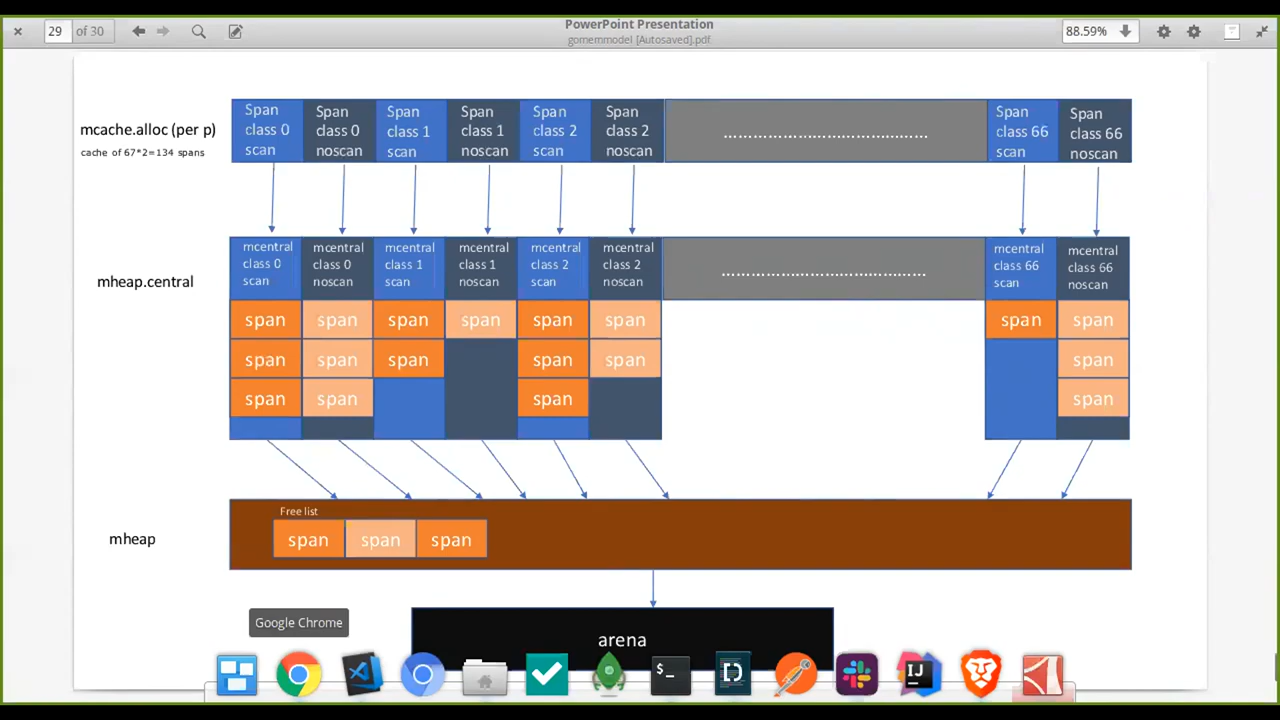 PowerPoint Presentation
gomemmodel [Autosaved].pdf
29 of 30
88.59%
mcache.alloc (per p)
cache of 67*2=134 spans
Span class 0 scan
Span class 0 noscan
Span class 1 scan
Span class 1 noscan
Span class 2 scan
Span class 2 noscan
..........................................
Span class 66 scan
Span class 66 noscan
mheap.central
mcentral class 0 scan
mcentral class 0 noscan
mcentral class 1 scan
mcentral class 1 noscan
mcentral class 2 scan
mcentral class 2 noscan
..........................................
mcentral class 66 scan
mcentral class 66 noscan
span span span span span span span span
span span span span span span
span span span span
mheap
Free list
span span span
Google Chrome
arena
$_
D
IJ